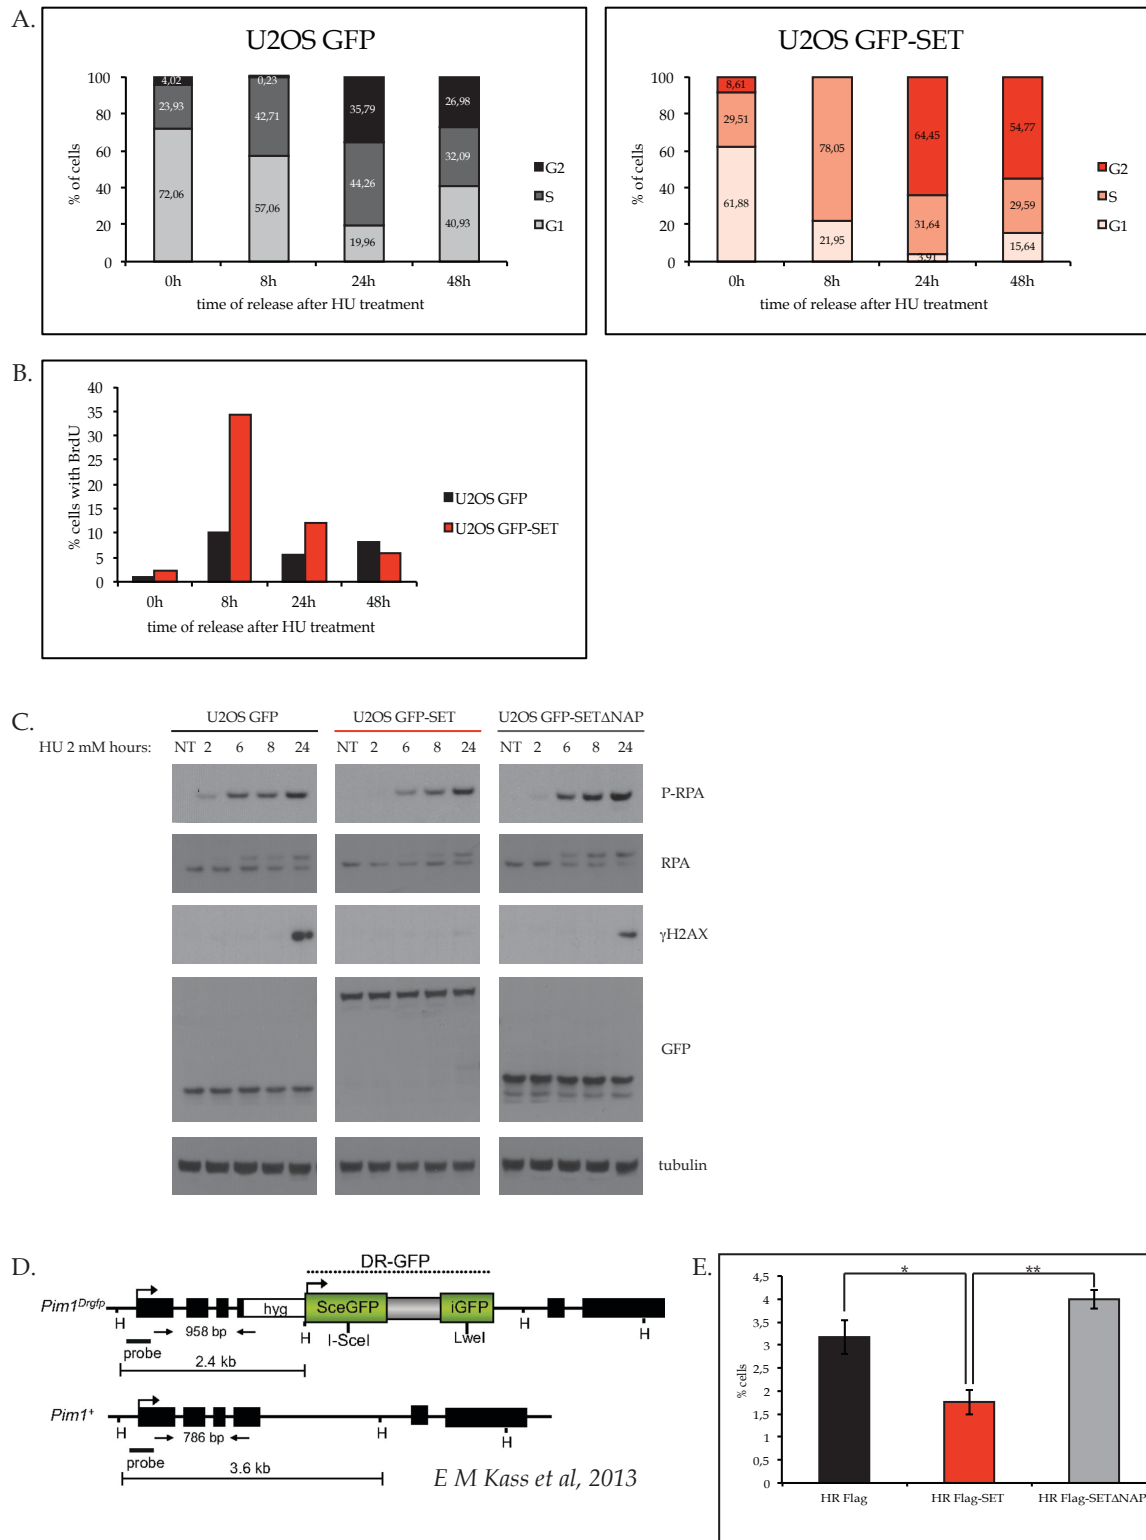 A.
U2OS GFP
% of cells
100
80
60
40
20
0
4,02
23,93
72,06
0,23
42,71
57,06
35,79
44,26
19,96
26,98
32,09
40,93
G2
S
G1
0h 8h 24h 48h
time of release after HU treatment
U2OS GFP-SET
% of cells
100
80
60
40
20
0
8,61
29,51
61,88
78,05
21,95
64,45
31,64
3,91
54,77
29,59
15,64
G2
S
G1
0h 8h 24h 48h
time of release after HU treatment
B.
% cells with BrdU
40
35
30
25
20
15
10
5
0
U2OS GFP
U2OS GFP-SET
0h 8h 24h 48h
time of release after HU treatment
C.
U2OS GFP U2OS GFP-SET U2OS GFP-SETΔNAP
HU 2 mM hours: NT 2 6 8 24 NT 2 6 8 24 NT 2 6 8 24
P-RPA
RPA
γH2AX
GFP
tubulin
D.
DR-GFP
Pim1Drgfp
hyg SceGFP iGFP
H H H H
I-SceI LweI
958 bp
probe
2.4 kb
Pim1+
H H H
786 bp
probe
3.6 kb
E M Kass et al, 2013
E.
% cells
4,5
4
3,5
3
2,5
2
1,5
1
0,5
0
* **
HR Flag HR Flag-SET HR Flag-SETΔNAP